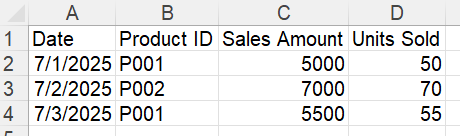 A B C D
1 Date Product ID Sales Amount Units Sold
2 7/1/2025 P001 5000 50
3 7/2/2025 P002 7000 70
4 7/3/2025 P001 5500 55